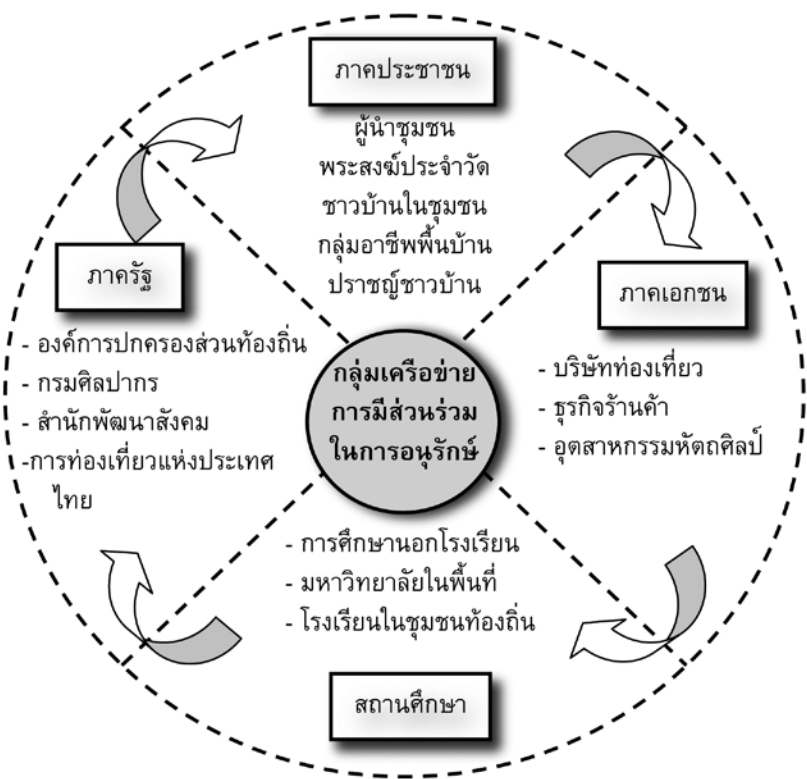 ภาคประชาชน
ผู้นำชุมชน
พระสงฆ์ประจำวัด
ชาวบ้านในชุมชน
กลุ่มอาชีพพื้นบ้าน
ปราชญ์ชาวบ้าน
ภาครัฐ
- องค์การปกครองส่วนท้องถิ่น
- กรมศิลปากร
- สำนักพัฒนาสังคม
-การท่องเที่ยวแห่งประเทศ
ไทย
กลุ่มเครือข่าย
การมีส่วนร่วม
ในการอนุรักษ์
ภาคเอกชน
- บริษัทท่องเที่ยว
- ธุรกิจร้านค้า
- อุตสาหกรรมหัตถศิลป์
- การศึกษานอกโรงเรียน
- มหาวิทยาลัยในพื้นที่
- โรงเรียนในชุมชนท้องถิ่น
สถานศึกษา